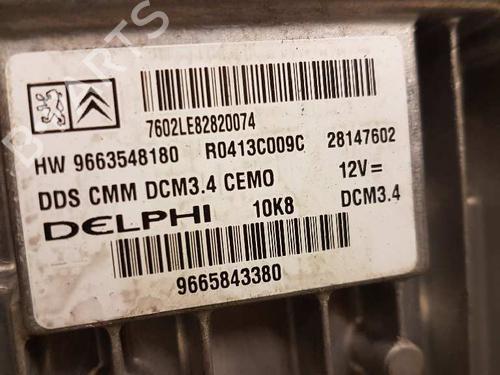 7602LE82820074
HW 9663548180 R0413C009C 28147602
DDS CMM DCM3.4 CEMO 12V=
DELPHI 10K8 DCM3.4
9665843380